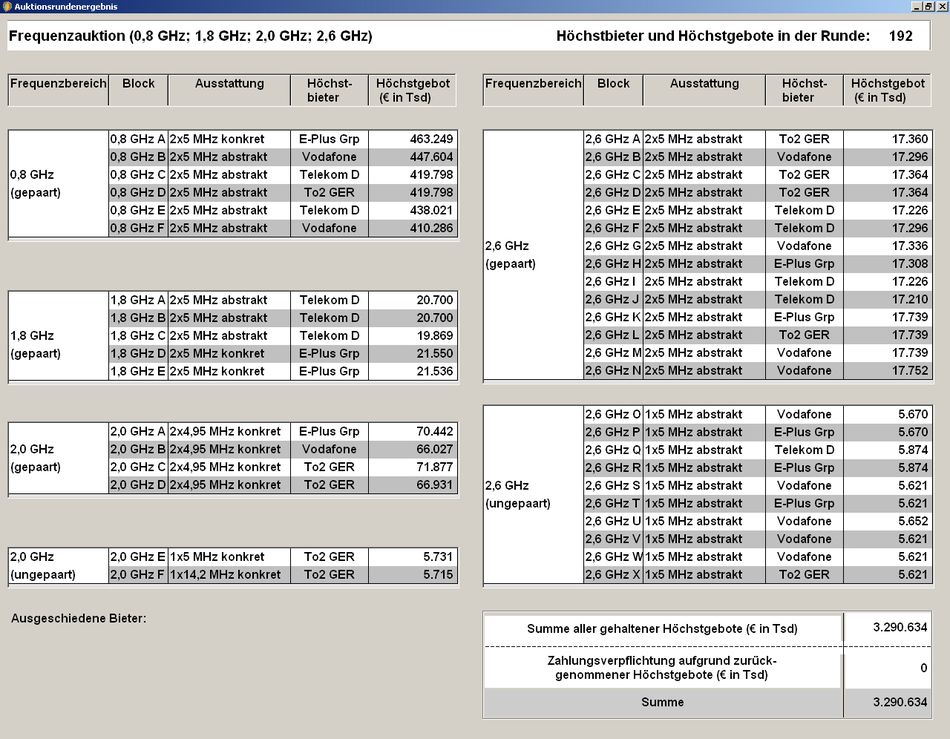 Auktionsrundenergebnis
Frequenzauktion (0,8 GHz; 1,8 GHz; 2,0 GHz; 2,6 GHz)
Höchstbieter und Höchstgebote in der Runde: 192
Frequenzbereich Block Ausstattung Höchst-bieter Höchstgebot (€ in Tsd)
0,8 GHz (gepaart)
0,8 GHz A 2x5 MHz konkret E-Plus Grp 463.249
0,8 GHz B 2x5 MHz abstrakt Vodafone 447.604
0,8 GHz C 2x5 MHz abstrakt Telekom D 419.798
0,8 GHz D 2x5 MHz abstrakt To2 GER 419.798
0,8 GHz E 2x5 MHz abstrakt Telekom D 438.021
0,8 GHz F 2x5 MHz abstrakt Vodafone 410.286
1,8 GHz (gepaart)
1,8 GHz A 2x5 MHz abstrakt Telekom D 20.700
1,8 GHz B 2x5 MHz abstrakt Telekom D 20.700
1,8 GHz C 2x5 MHz abstrakt Telekom D 19.869
1,8 GHz D 2x5 MHz konkret E-Plus Grp 21.550
1,8 GHz E 2x5 MHz konkret E-Plus Grp 21.536
2,0 GHz (gepaart)
2,0 GHz A 2x4,95 MHz konkret E-Plus Grp 70.442
2,0 GHz B 2x4,95 MHz konkret Vodafone 66.027
2,0 GHz C 2x4,95 MHz konkret To2 GER 71.877
2,0 GHz D 2x4,95 MHz konkret To2 GER 66.931
2,0 GHz (ungepaart)
2,0 GHz E 1x5 MHz konkret To2 GER 5.731
2,0 GHz F 1x14,2 MHz konkret To2 GER 5.715
Ausgeschiedene Bieter:
Frequenzbereich Block Ausstattung Höchst-bieter Höchstgebot (€ in Tsd)
2,6 GHz (gepaart)
2,6 GHz A 2x5 MHz abstrakt To2 GER 17.360
2,6 GHz B 2x5 MHz abstrakt Vodafone 17.296
2,6 GHz C 2x5 MHz abstrakt To2 GER 17.364
2,6 GHz D 2x5 MHz abstrakt To2 GER 17.364
2,6 GHz E 2x5 MHz abstrakt Telekom D 17.226
2,6 GHz F 2x5 MHz abstrakt Telekom D 17.296
2,6 GHz G 2x5 MHz abstrakt Vodafone 17.336
2,6 GHz H 2x5 MHz abstrakt E-Plus Grp 17.308
2,6 GHz I 2x5 MHz abstrakt Telekom D 17.226
2,6 GHz J 2x5 MHz abstrakt Telekom D 17.210
2,6 GHz K 2x5 MHz abstrakt E-Plus Grp 17.739
2,6 GHz L 2x5 MHz abstrakt To2 GER 17.739
2,6 GHz M 2x5 MHz abstrakt Vodafone 17.739
2,6 GHz N 2x5 MHz abstrakt Vodafone 17.752
2,6 GHz (ungepaart)
2,6 GHz O 1x5 MHz abstrakt Vodafone 5.670
2,6 GHz P 1x5 MHz abstrakt E-Plus Grp 5.670
2,6 GHz Q 1x5 MHz abstrakt Telekom D 5.874
2,6 GHz R 1x5 MHz abstrakt E-Plus Grp 5.874
2,6 GHz S 1x5 MHz abstrakt Vodafone 5.621
2,6 GHz T 1x5 MHz abstrakt E-Plus Grp 5.621
2,6 GHz U 1x5 MHz abstrakt Vodafone 5.652
2,6 GHz V 1x5 MHz abstrakt Vodafone 5.621
2,6 GHz W 1x5 MHz abstrakt Vodafone 5.621
2,6 GHz X 1x5 MHz abstrakt To2 GER 5.621
Summe aller gehaltener Höchstgebote (€ in Tsd) 3.290.634
Zahlungsverpflichtung aufgrund zurück-
genommener Höchstgebote (€ in Tsd) 0
Summe 3.290.634